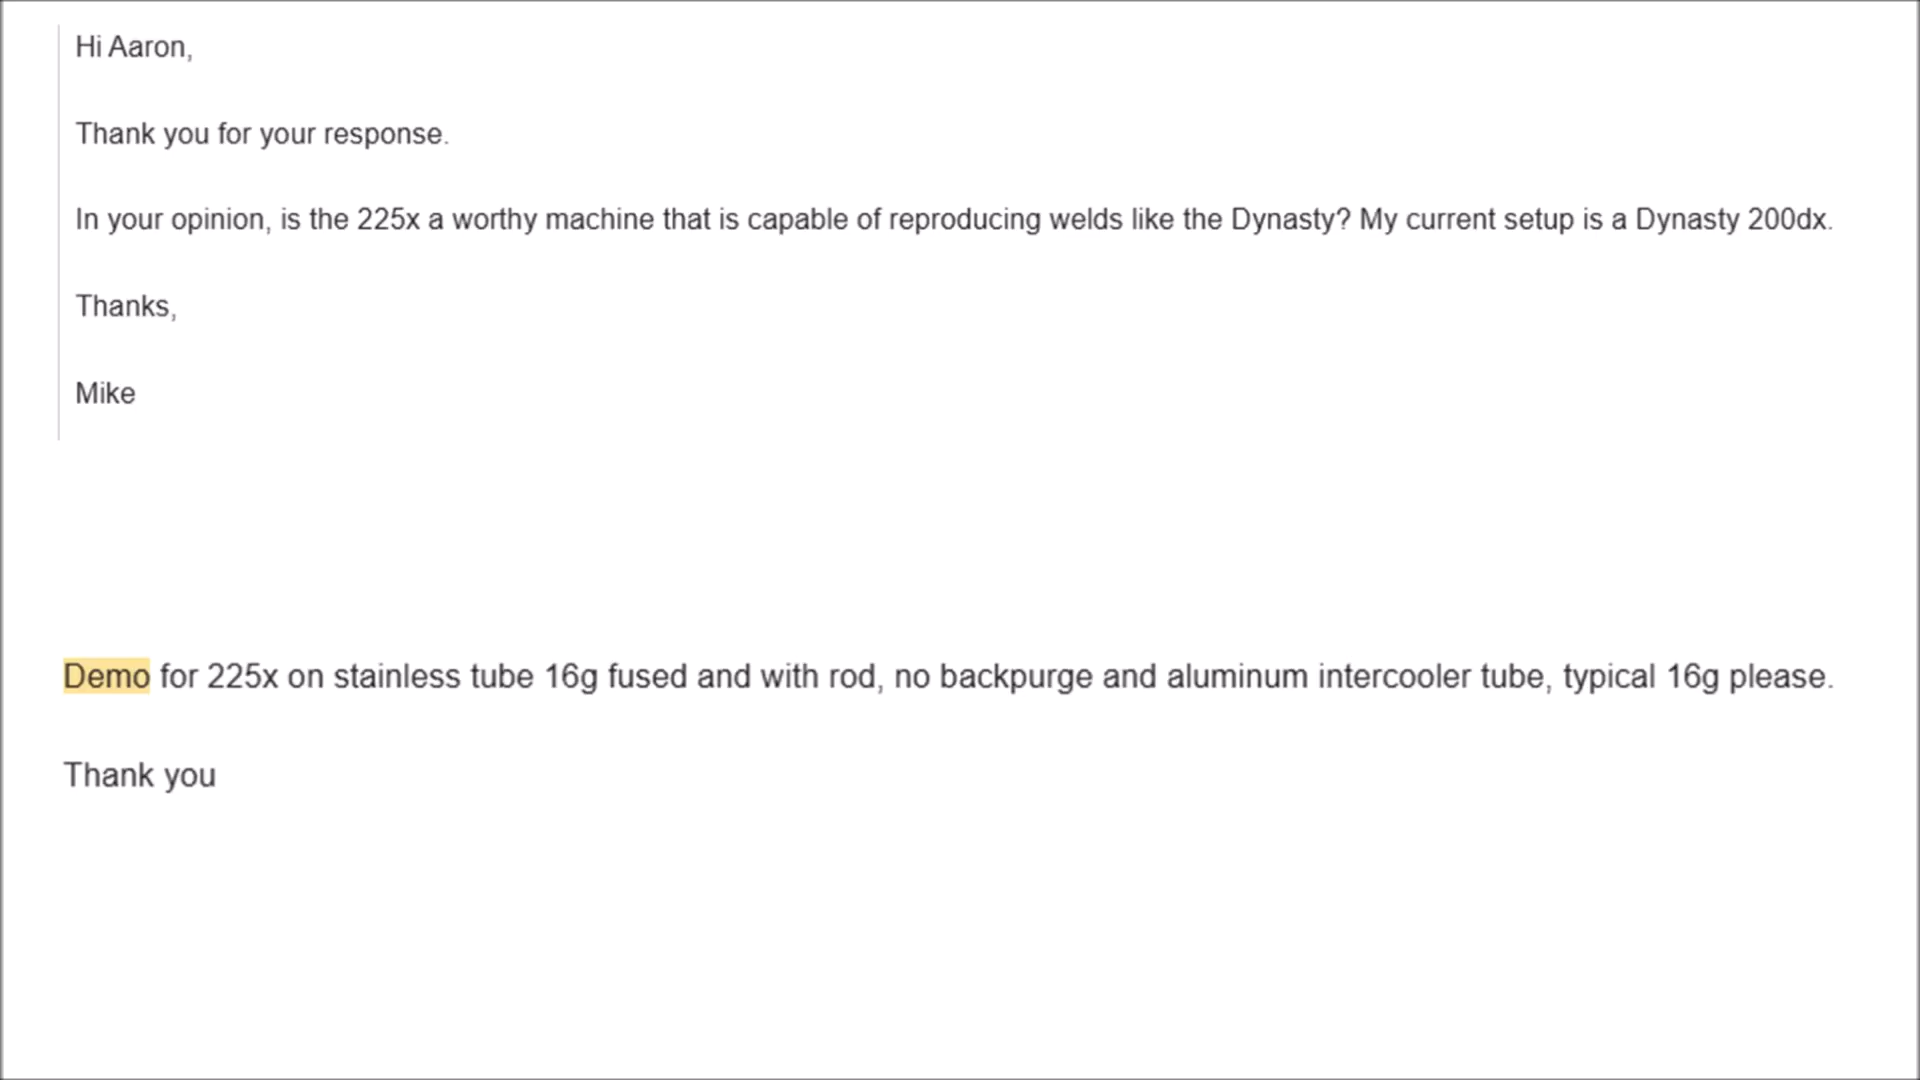 Hi Aaron,
Thank you for your response.
In your opinion, is the 225x a worthy machine that is capable of reproducing welds like the Dynasty? My current setup is a Dynasty 200dx.
Thanks,
Mike
Demo for 225x on stainless tube 16g fused and with rod, no backpurge and aluminum intercooler tube, typical 16g please.
Thank you